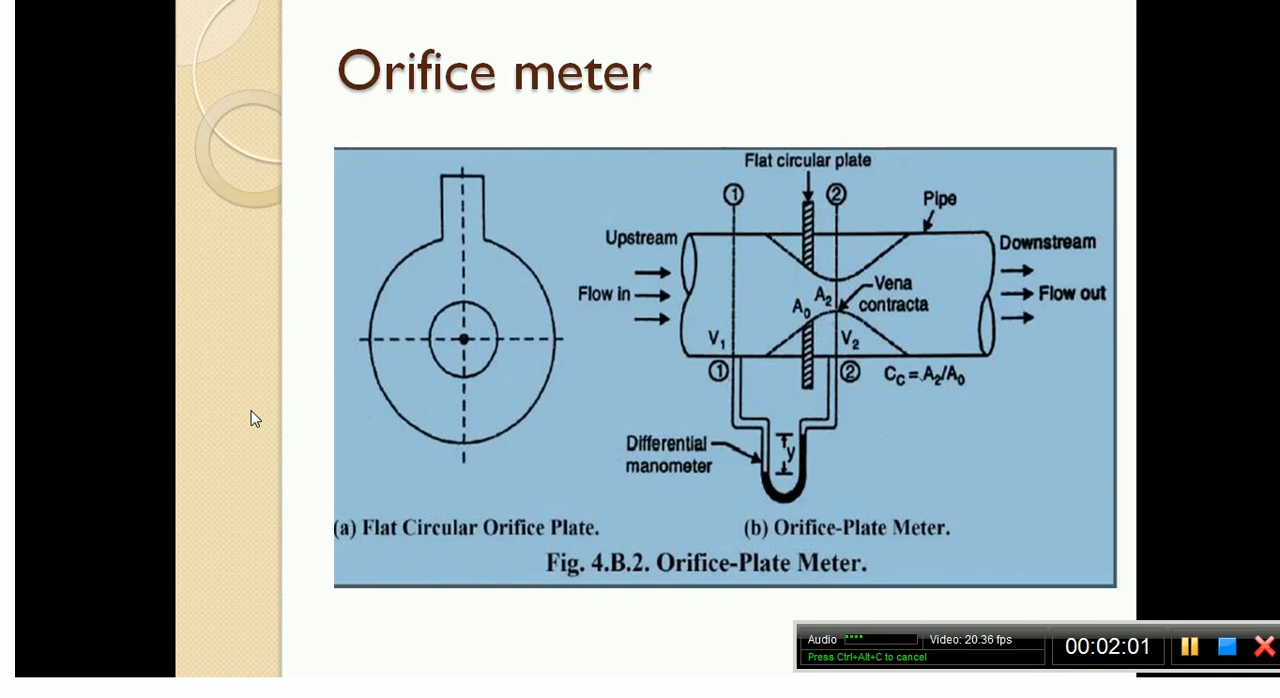 Orifice meter
Flat circular plate
1
2
Pipe
Upstream
Downstream
Flow in
Flow out
Vena
contracta
A2
A0
V1
V2
1
2
Cc = A2/A0
Differential
manometer
y
(a) Flat Circular Orifice Plate.
(b) Orifice-Plate Meter.
Fig. 4.B.2. Orifice-Plate Meter.
Audio
Video: 20.36 fps
Press Ctrl+Alt+C to cancel
00:02:01